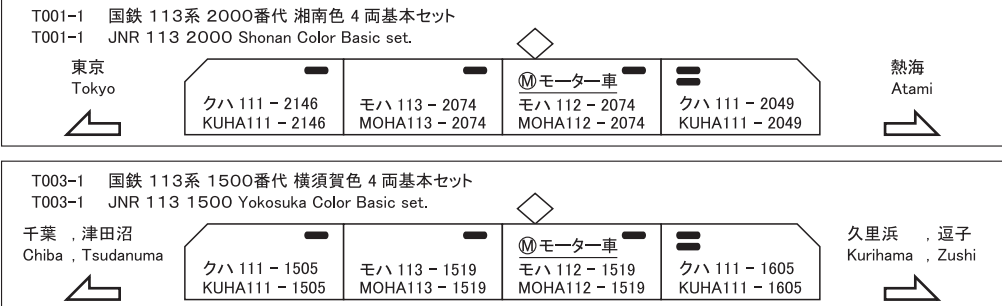 T001-1 国鉄 113系 2000番代 湘南色 4両基本セット
T001-1 JNR 113 2000 Shonan Color Basic set.
東京
Tokyo
クハ 111 - 2146
KUHA111 - 2146
モハ 113 - 2074
MOHA113 - 2074
Ⓜモーター車
モハ 112 - 2074
MOHA112 - 2074
クハ 111 - 2049
KUHA111 - 2049
熱海
Atami
T003-1 国鉄 113系 1500番代 横須賀色 4両基本セット
T003-1 JNR 113 1500 Yokosuka Color Basic set.
千葉 , 津田沼
Chiba , Tsudanuma
クハ 111 - 1505
KUHA111 - 1505
モハ 113 - 1519
MOHA113 - 1519
Ⓜモーター車
モハ 112 - 1519
MOHA112 - 1519
クハ 111 - 1605
KUHA111 - 1605
久里浜 , 逗子
Kurihama , Zushi